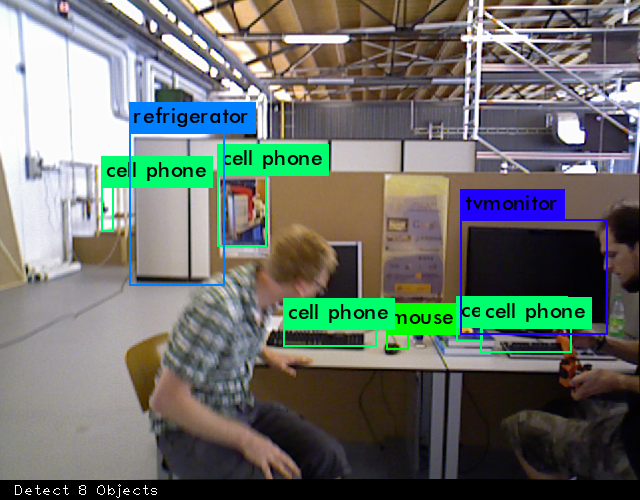 refrigerator
cell phone
cell phone
tvmonitor
cell phone
mouse
ce
cell phone
Detect 8 Objects